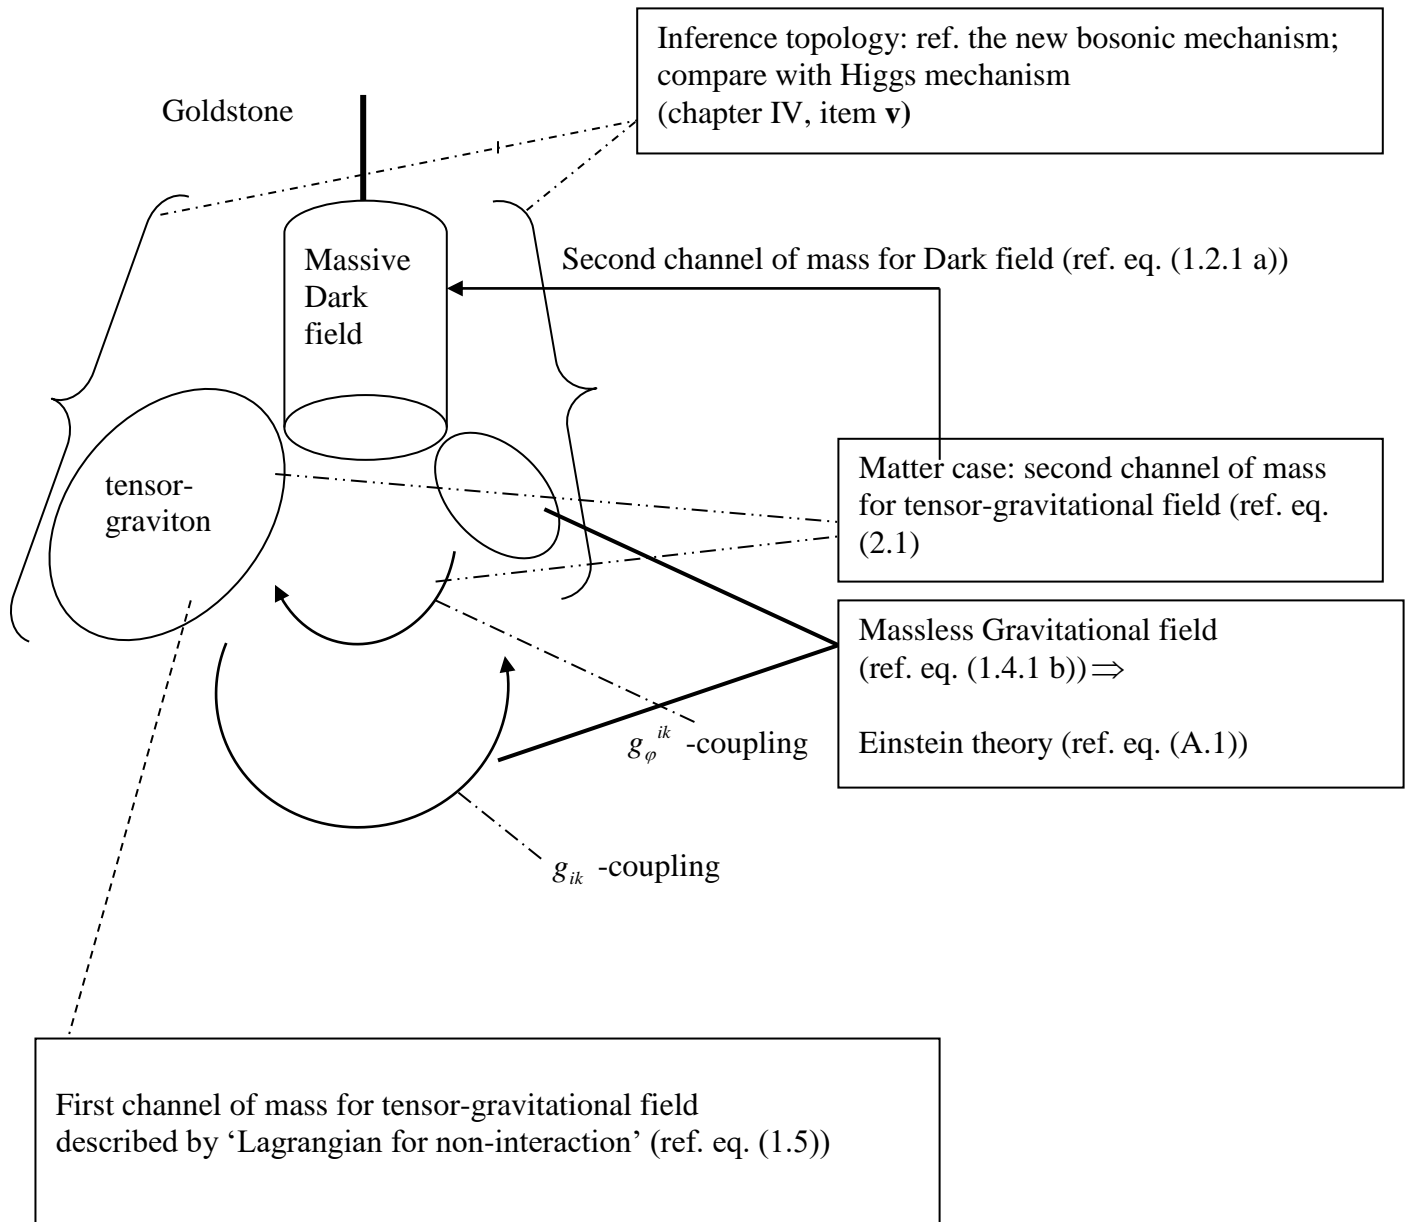 Inference topology: ref. the new bosonic mechanism;
compare with Higgs mechanism
(chapter IV, item v)
Goldstone
Massive
Dark
field
Second channel of mass for Dark field (ref. eq. (1.2.1 a))
tensor-
graviton
Matter case: second channel of mass
for tensor-gravitational field (ref. eq.
(2.1)
Massless Gravitational field
(ref. eq. (1.4.1 b)) ⇒
Einstein theory (ref. eq. (A.1))
g_φ^{ik} -coupling
g_{ik} -coupling
First channel of mass for tensor-gravitational field
described by ‘Lagrangian for non-interaction’ (ref. eq. (1.5))